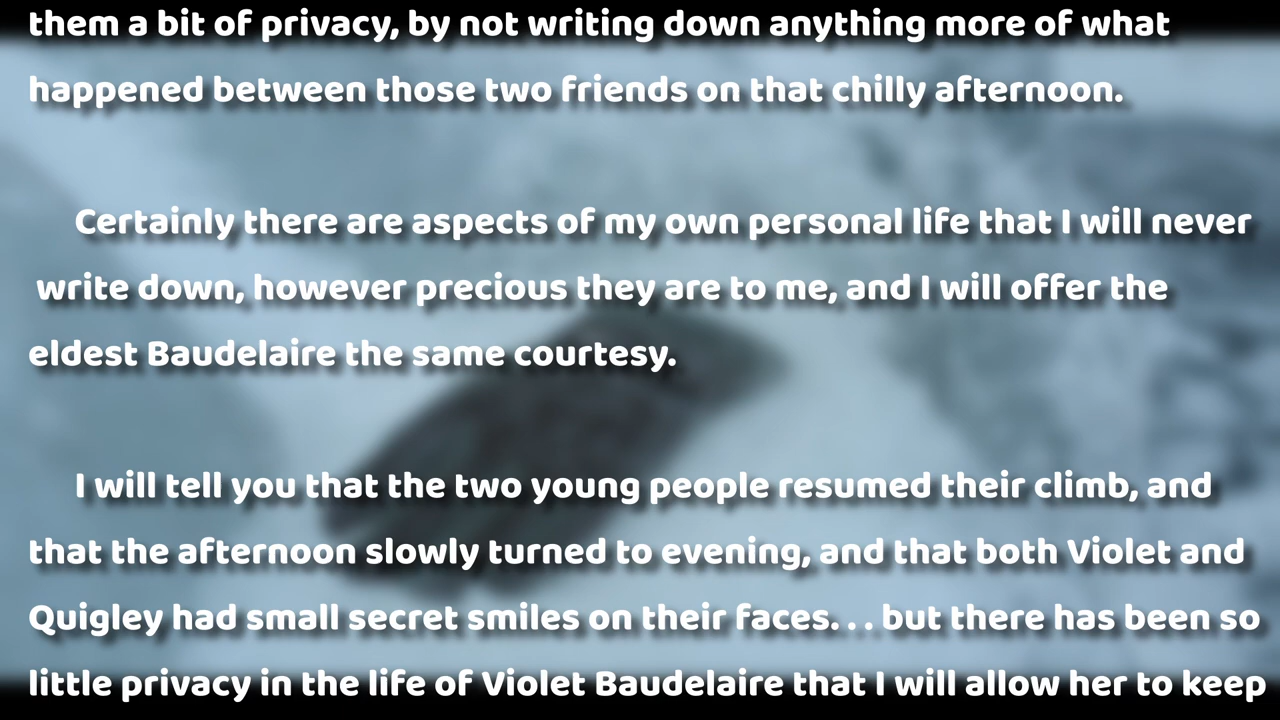 them a bit of privacy, by not writing down anything more of what
happened between those two friends on that chilly afternoon.
Certainly there are aspects of my own personal life that I will never
write down, however precious they are to me, and I will offer the
eldest Baudelaire the same courtesy.
I will tell you that the two young people resumed their climb, and
that the afternoon slowly turned to evening, and that both Violet and
Quigley had small secret smiles on their faces. . . but there has been so
little privacy in the life of Violet Baudelaire that I will allow her to keep